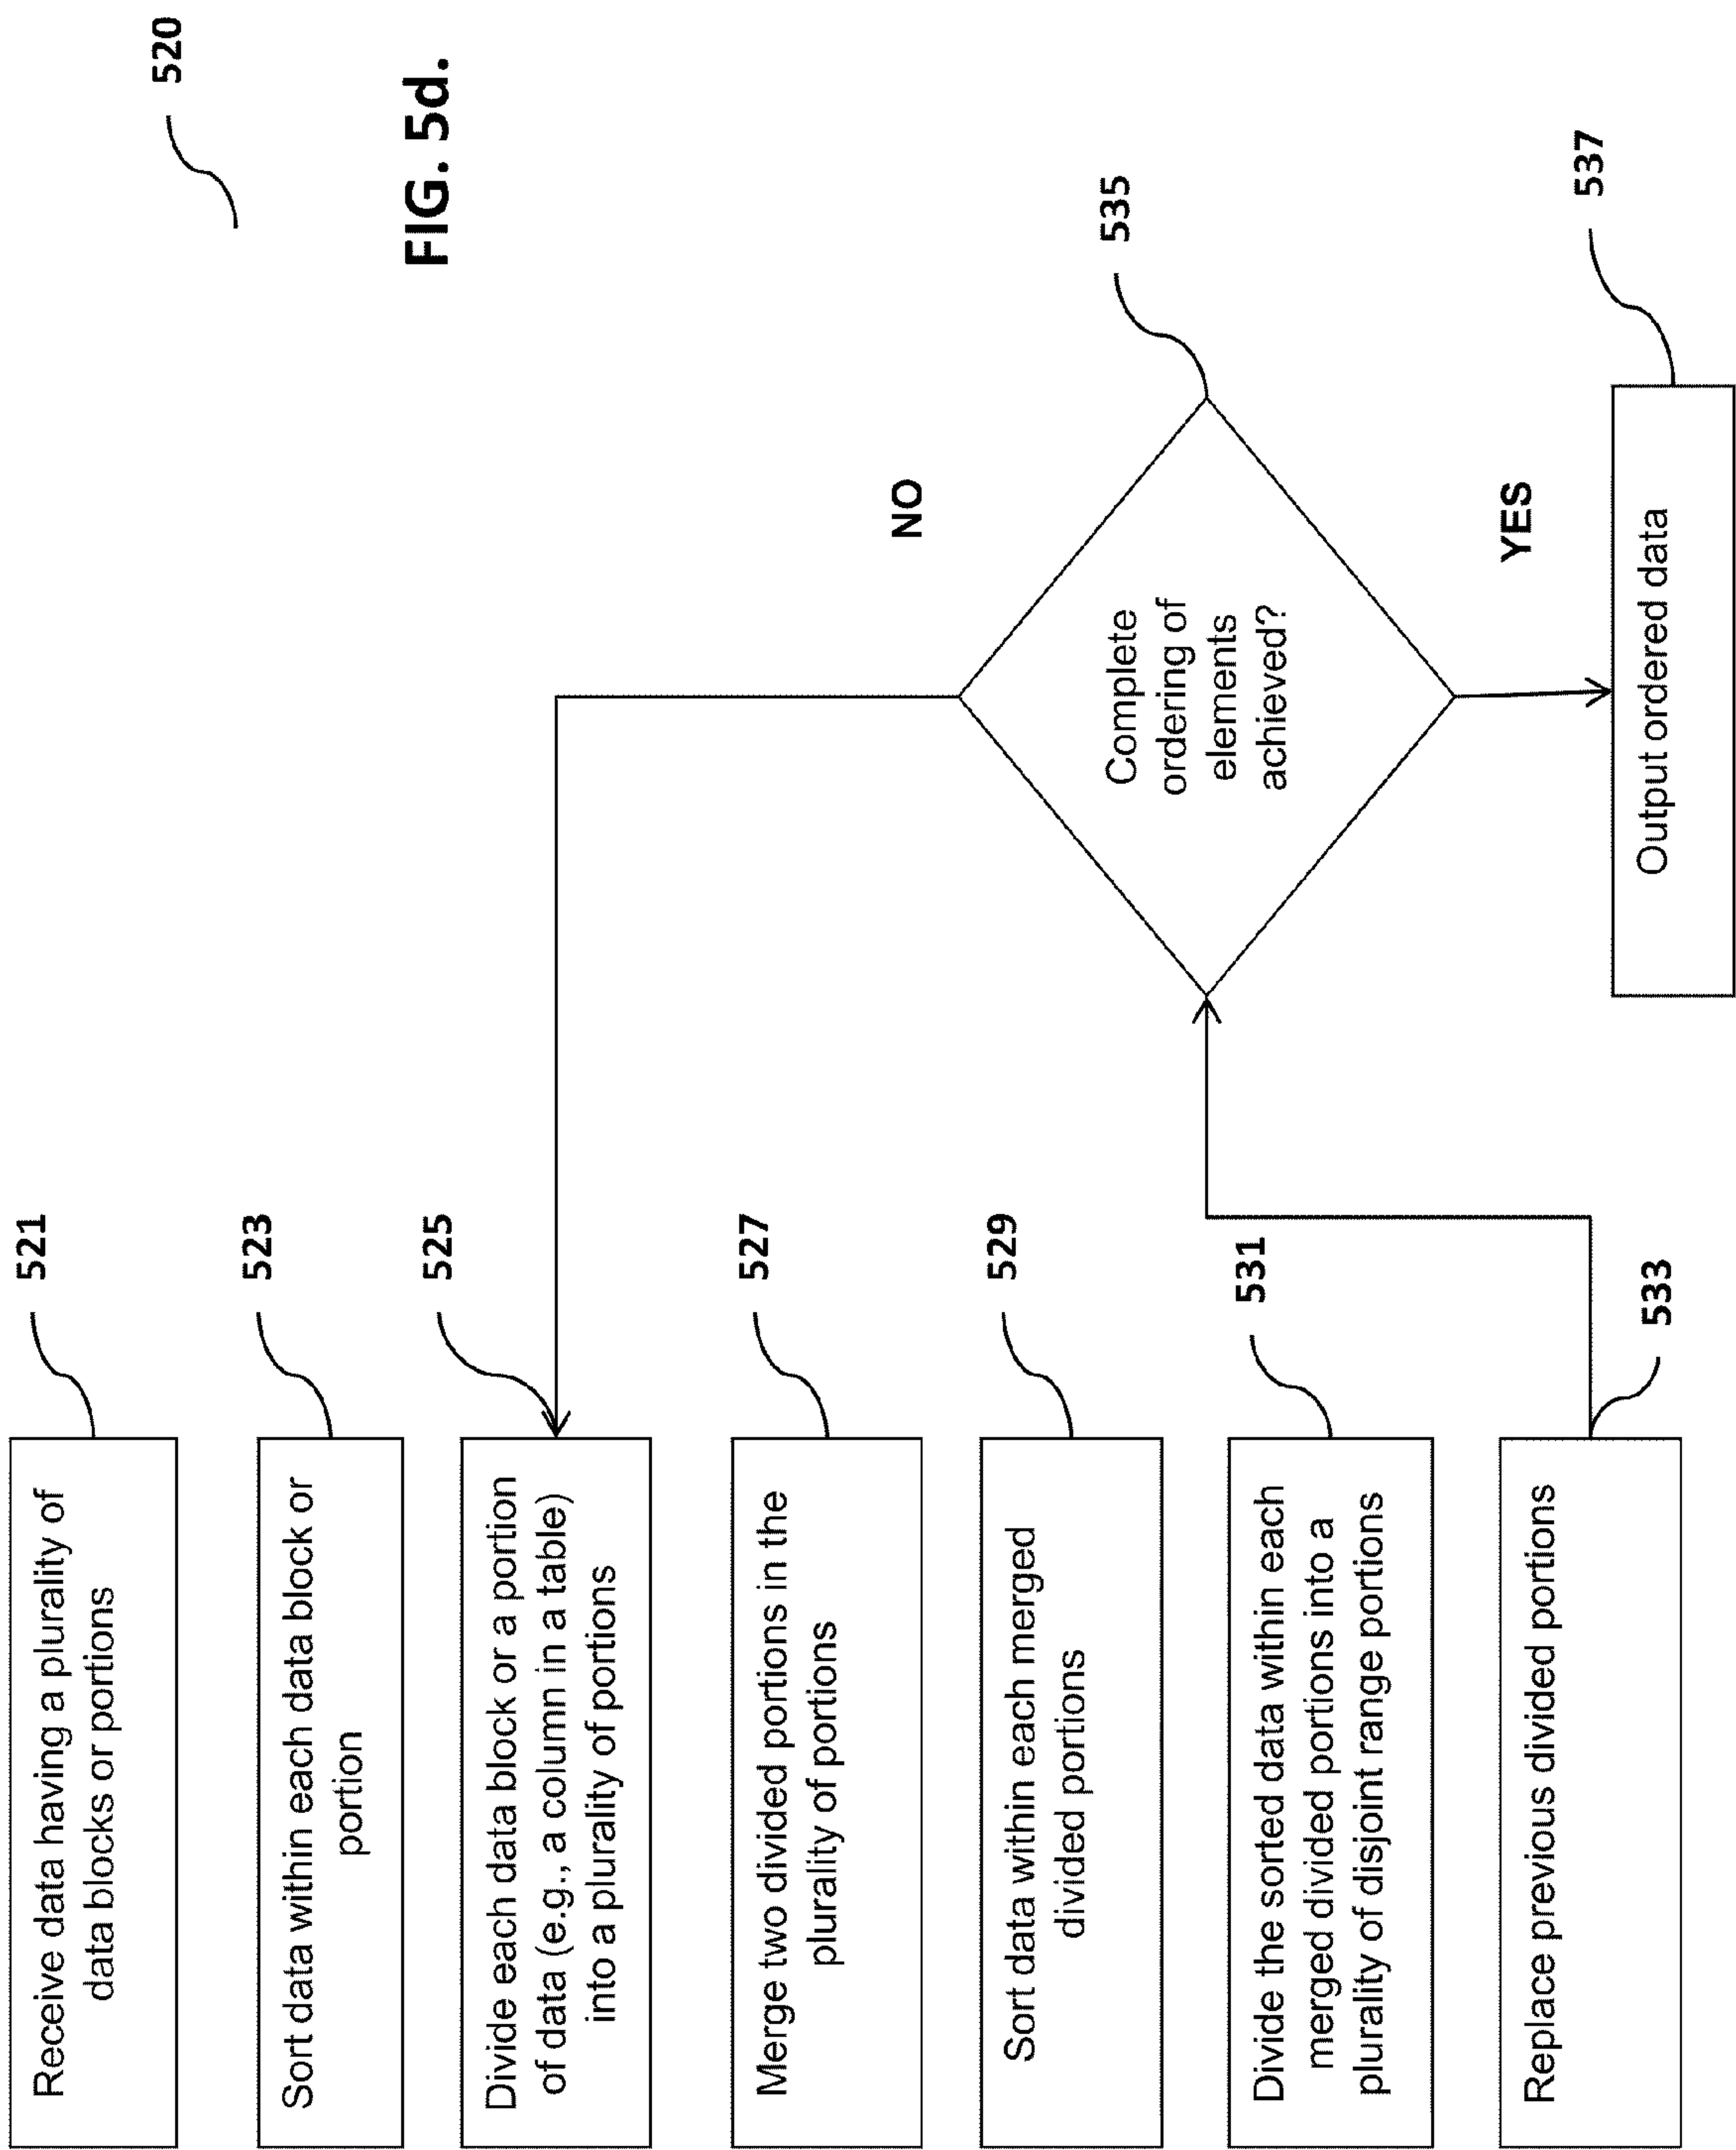 520
FIG. 5d.
521
Receive data having a plurality of
data blocks or portions
523
Sort data within each data block or
portion
525
Divide each data block or a portion
of data (e.g., a column in a table)
into a plurality of portions
527
Merge two divided portions in the
plurality of portions
529
Sort data within each merged
divided portions
531
Divide the sorted data within each
merged divided portions into a
plurality of disjoint range portions
533
Replace previous divided portions
535
Complete
ordering of
elements
achieved?
NO
YES
537
Output ordered data